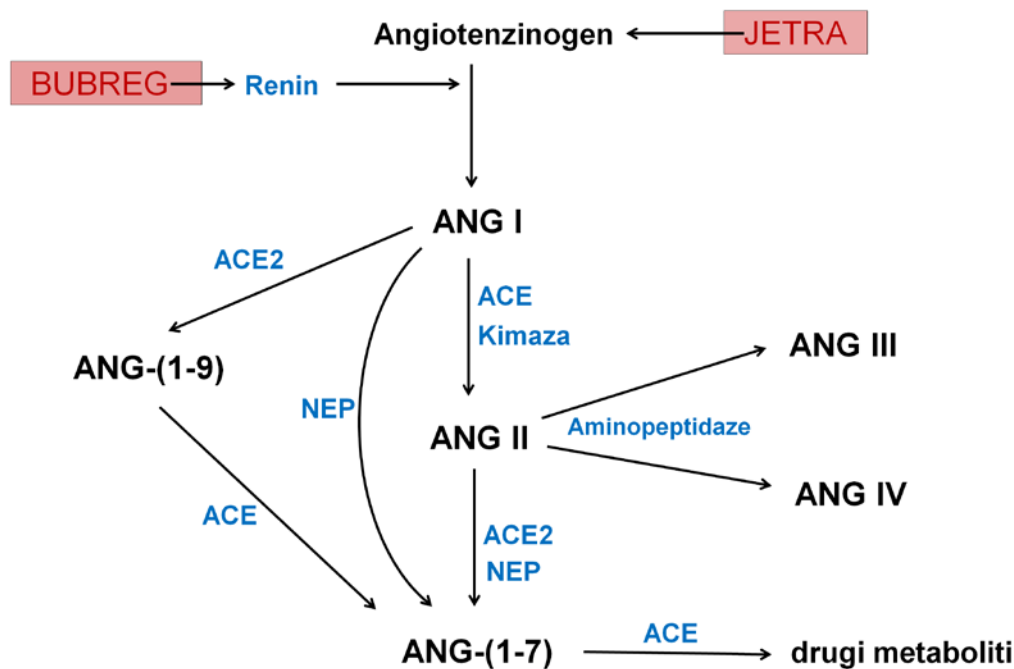 Angiotenzinogen
JETRA
BUBREG
Renin
ANG I
ACE2
ACE
Kimaza
ANG III
ANG-(1-9)
NEP
Aminopeptidaze
ANG II
ANG IV
ACE
ACE2
NEP
ACE
ANG-(1-7)
drugi metaboliti